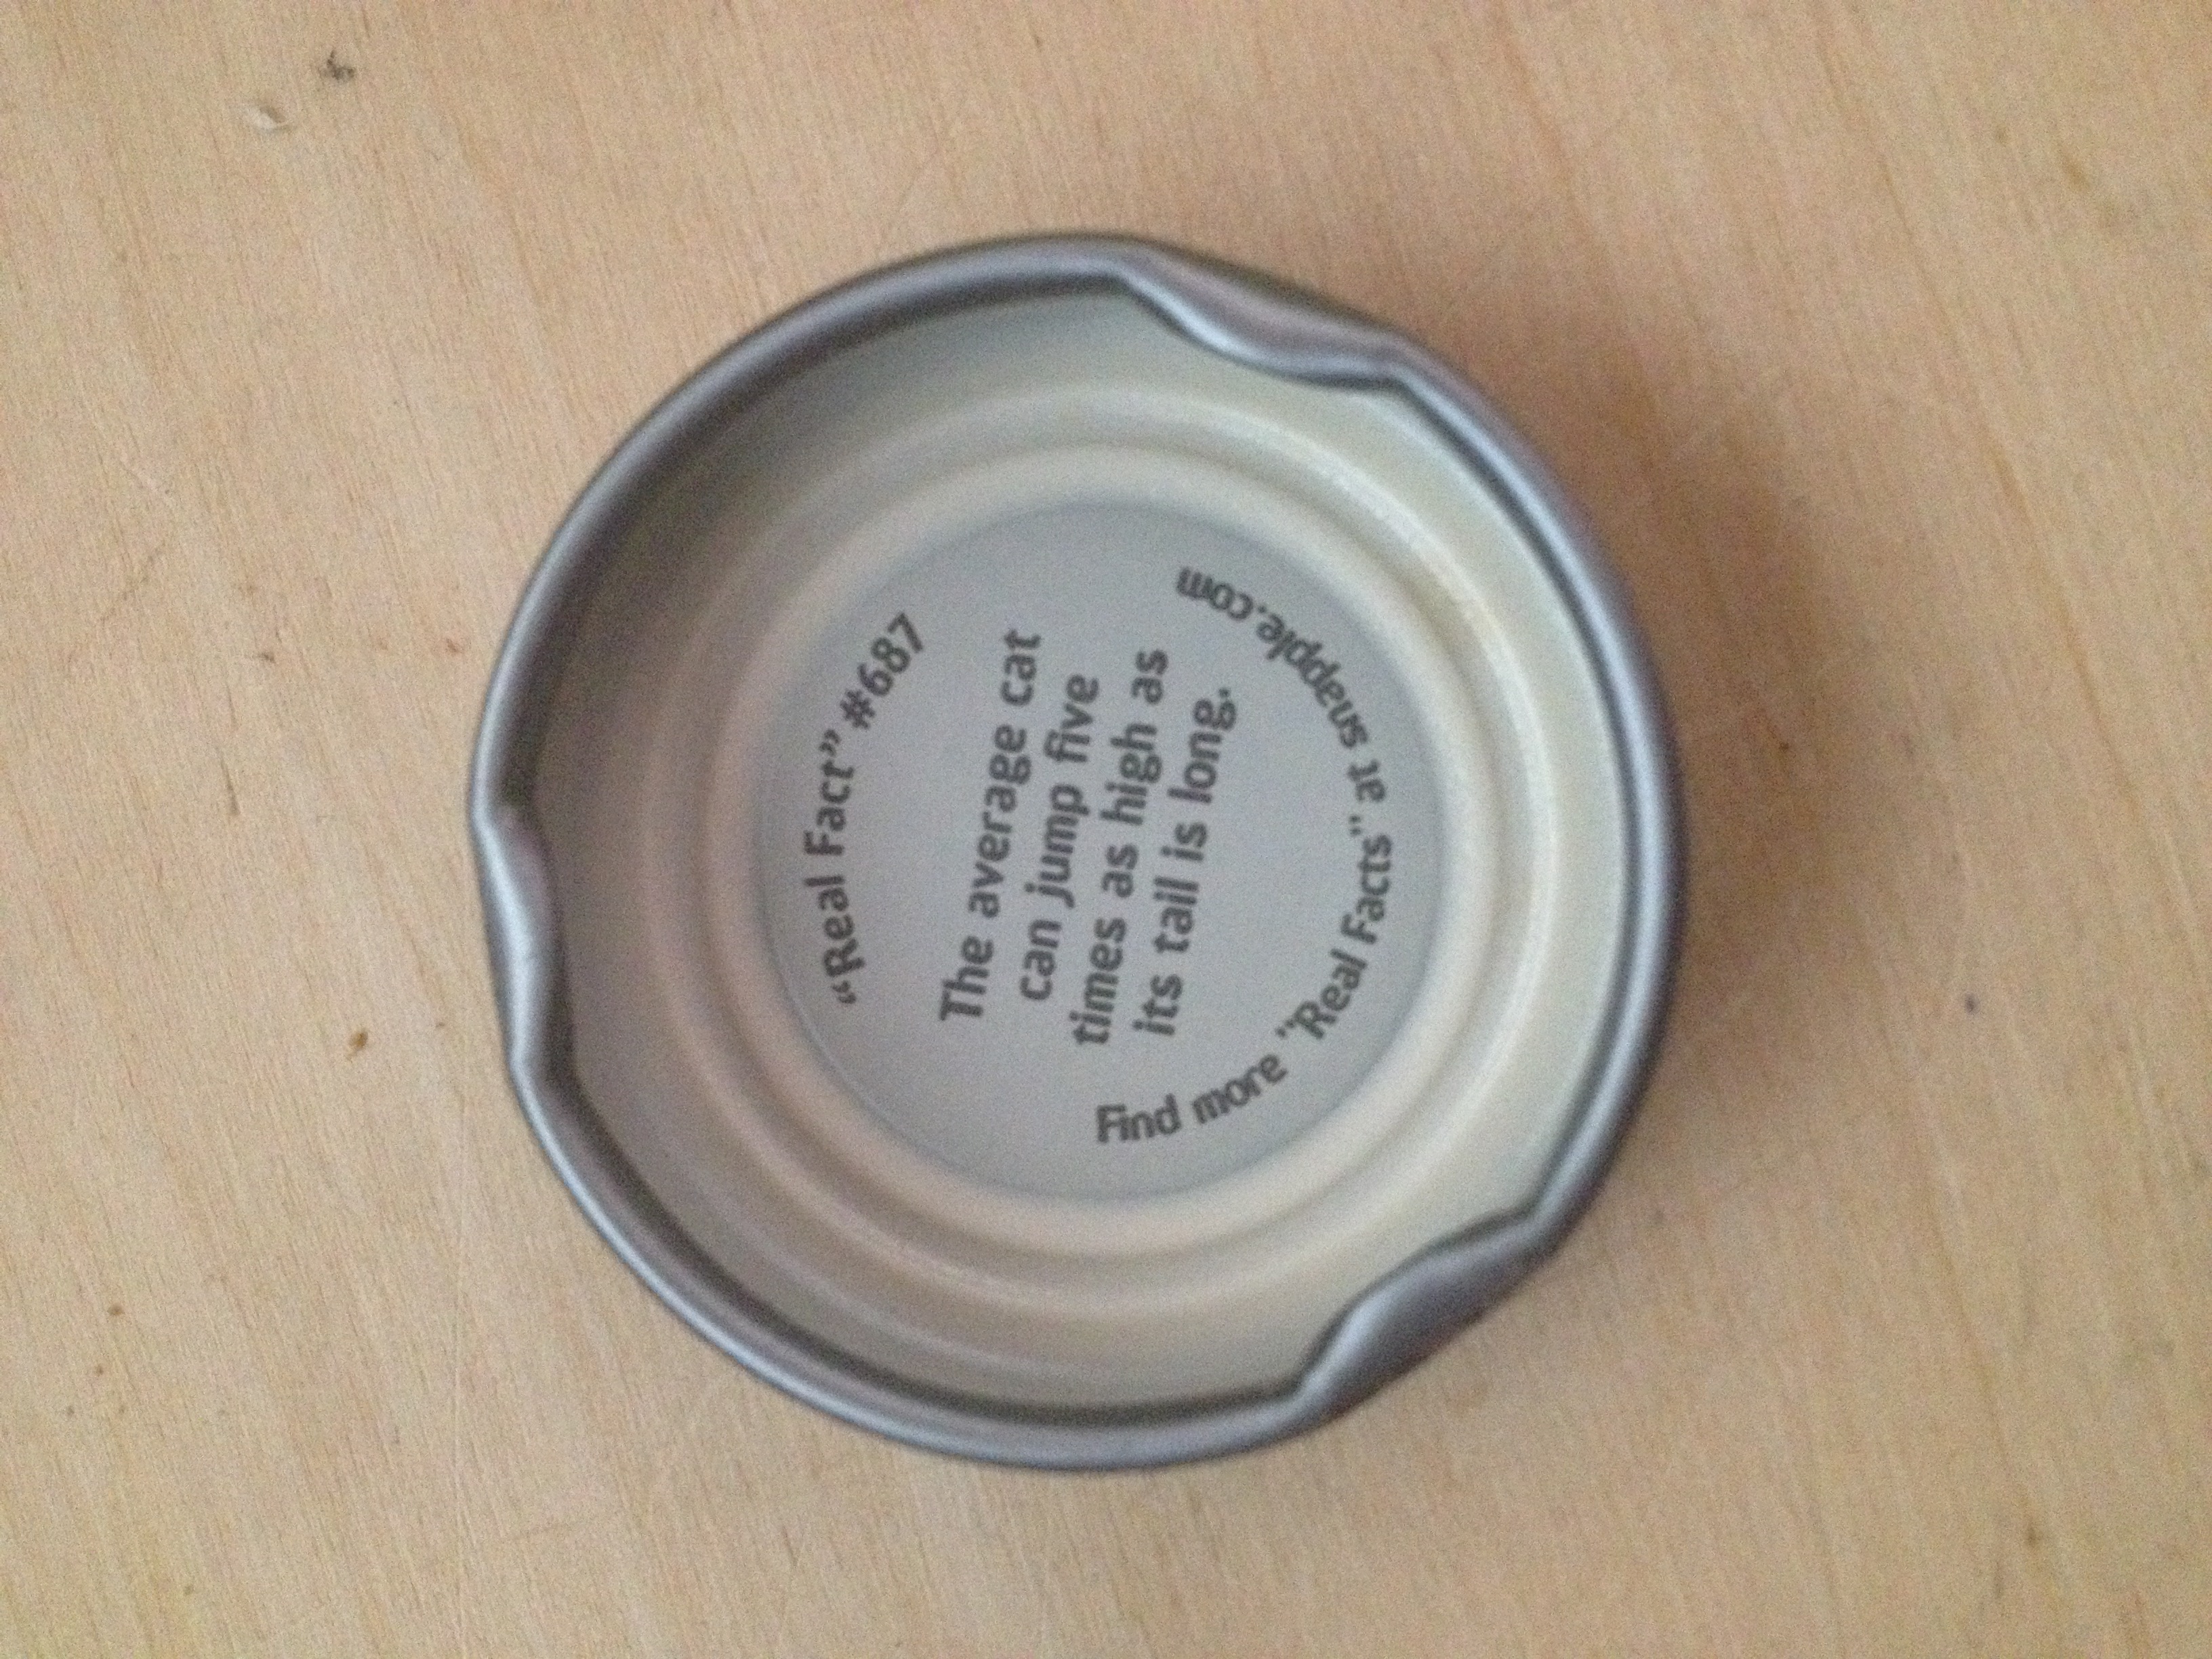 “Real Fact” #687
The average cat
can jump five
times as high as
its tail is long.
Find more "Real Facts" at snapple.com